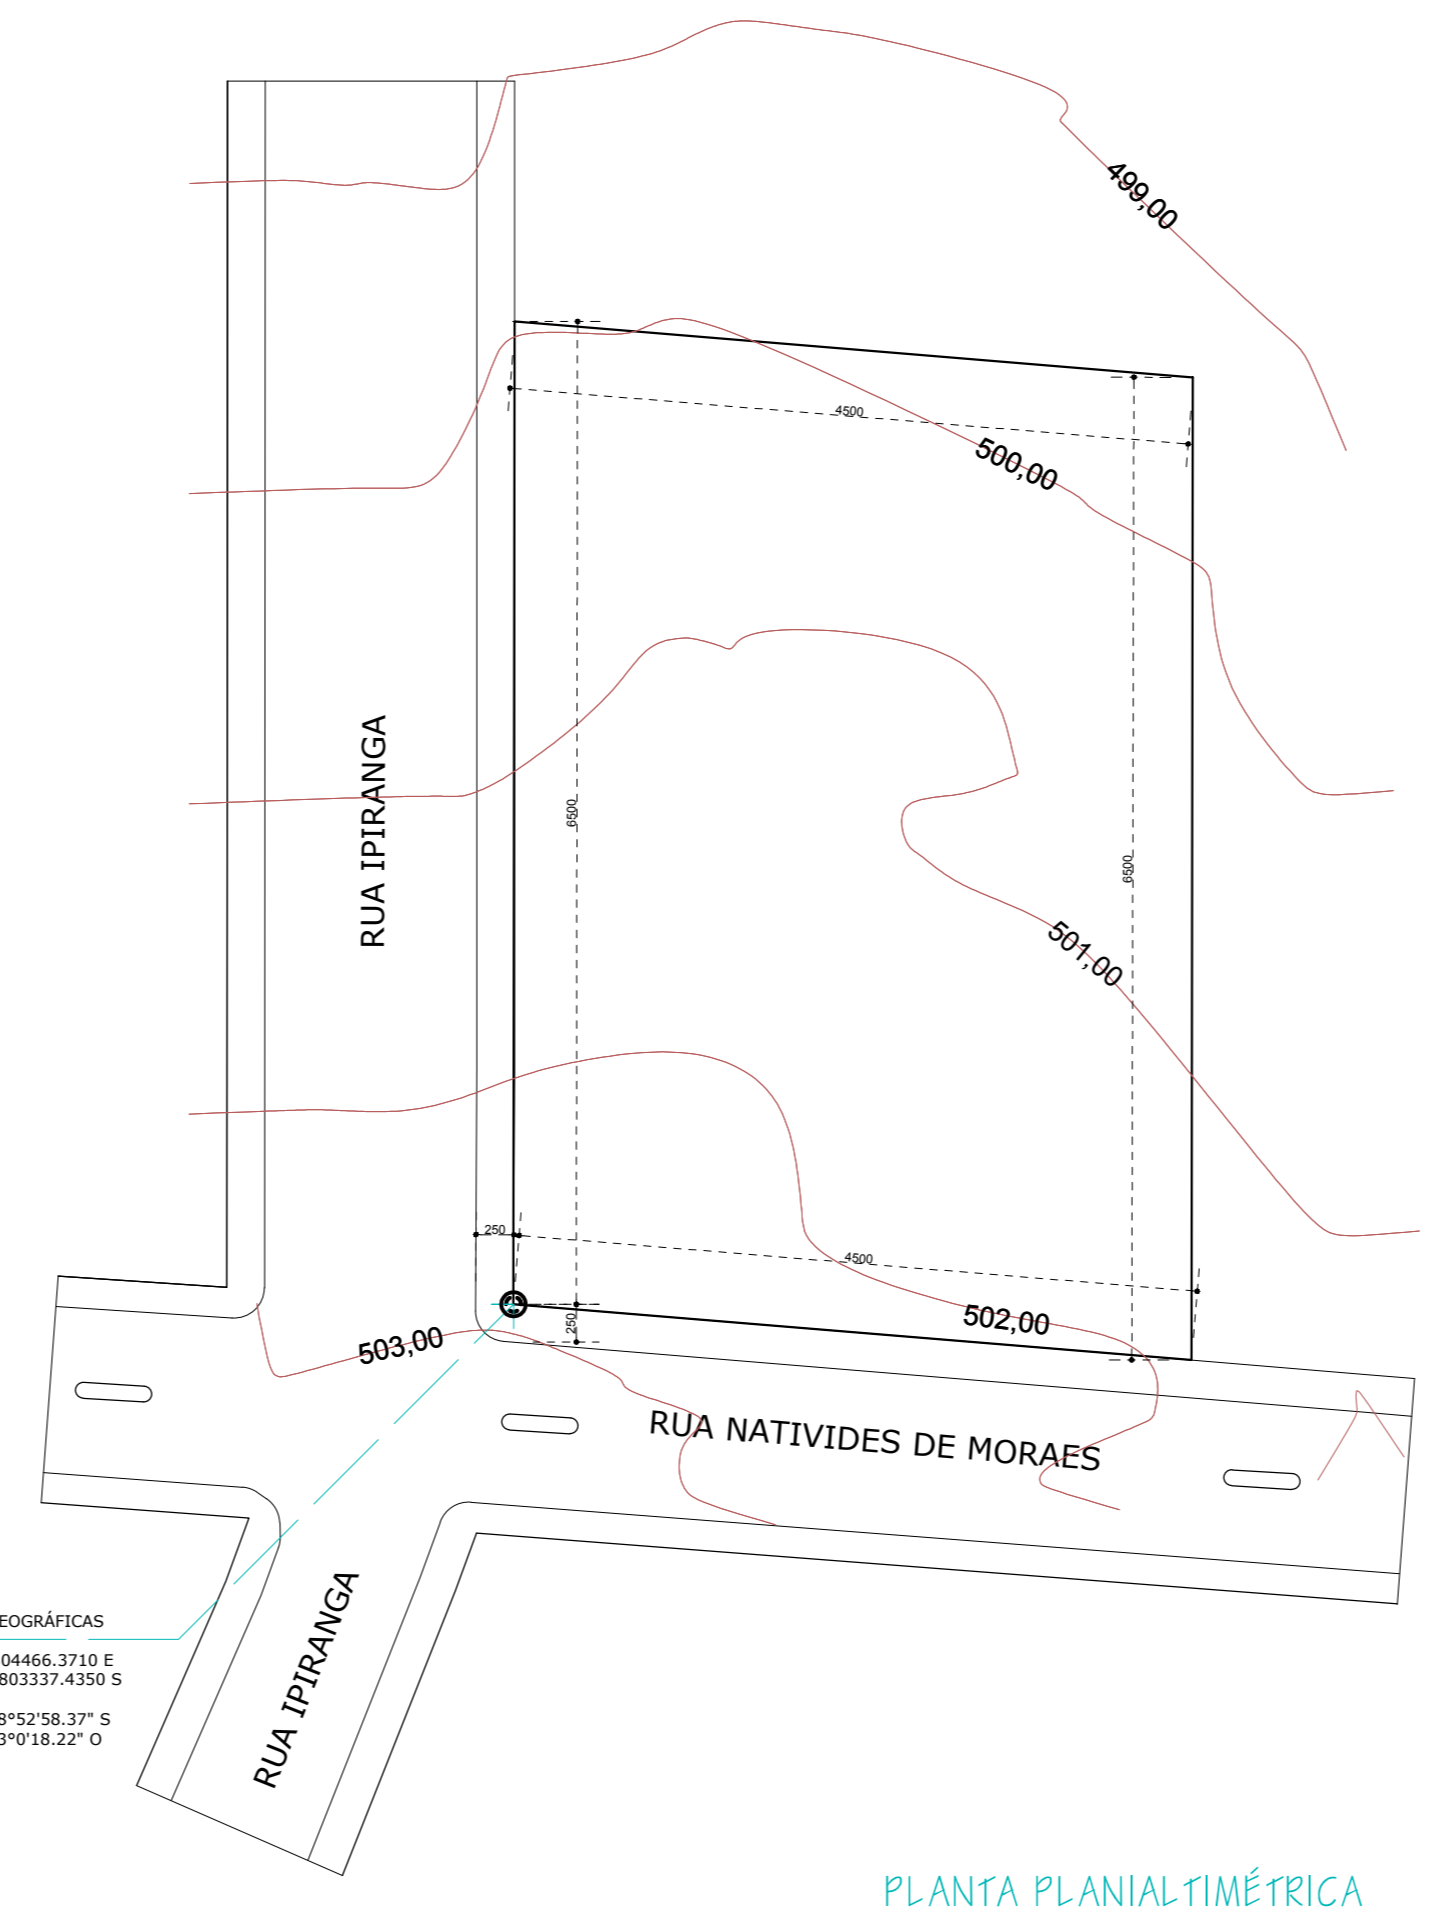 499,00
4500
500,00
RUA IPIRANGA
6500
6500
501,00
250
4500
502,00
250
503,00
RUA NATIVIDES DE MORAES
RUA IPIRANGA
EOGRÁFICAS
04466.3710 E
803337.4350 S
8°52'58.37" S
3°0'18.22" O
PLANTA PLANIALTIMÉTRICA